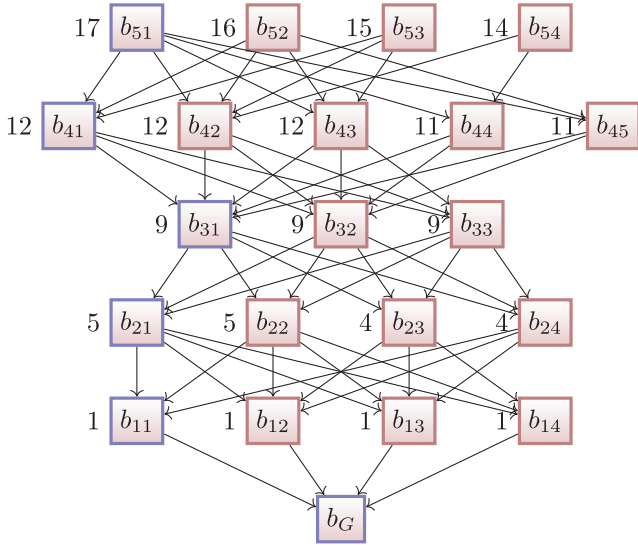 17 b51 16 b52 15 b53 14 b54
12 b41 12 b42 12 b43 11 b44 11 b45
9 b31 9 b32 9 b33
5 b21 5 b22 4 b23 4 b24
1 b11 1 b12 1 b13 1 b14
bG